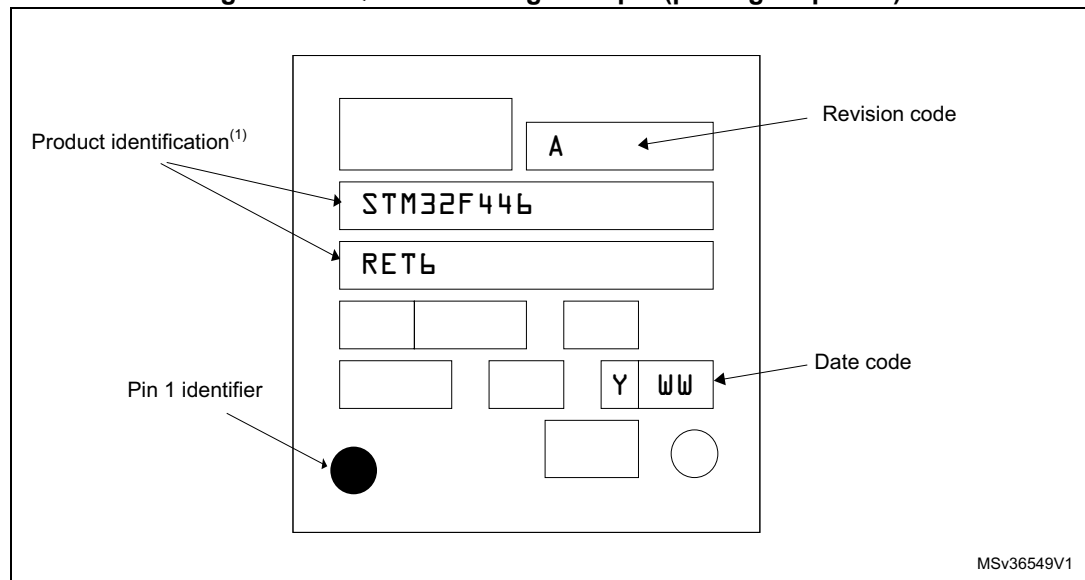 Revision code
Product identification(1)
A
STM32F446
RET6
Date code
Y WW
Pin 1 identifier
MSv36549V1